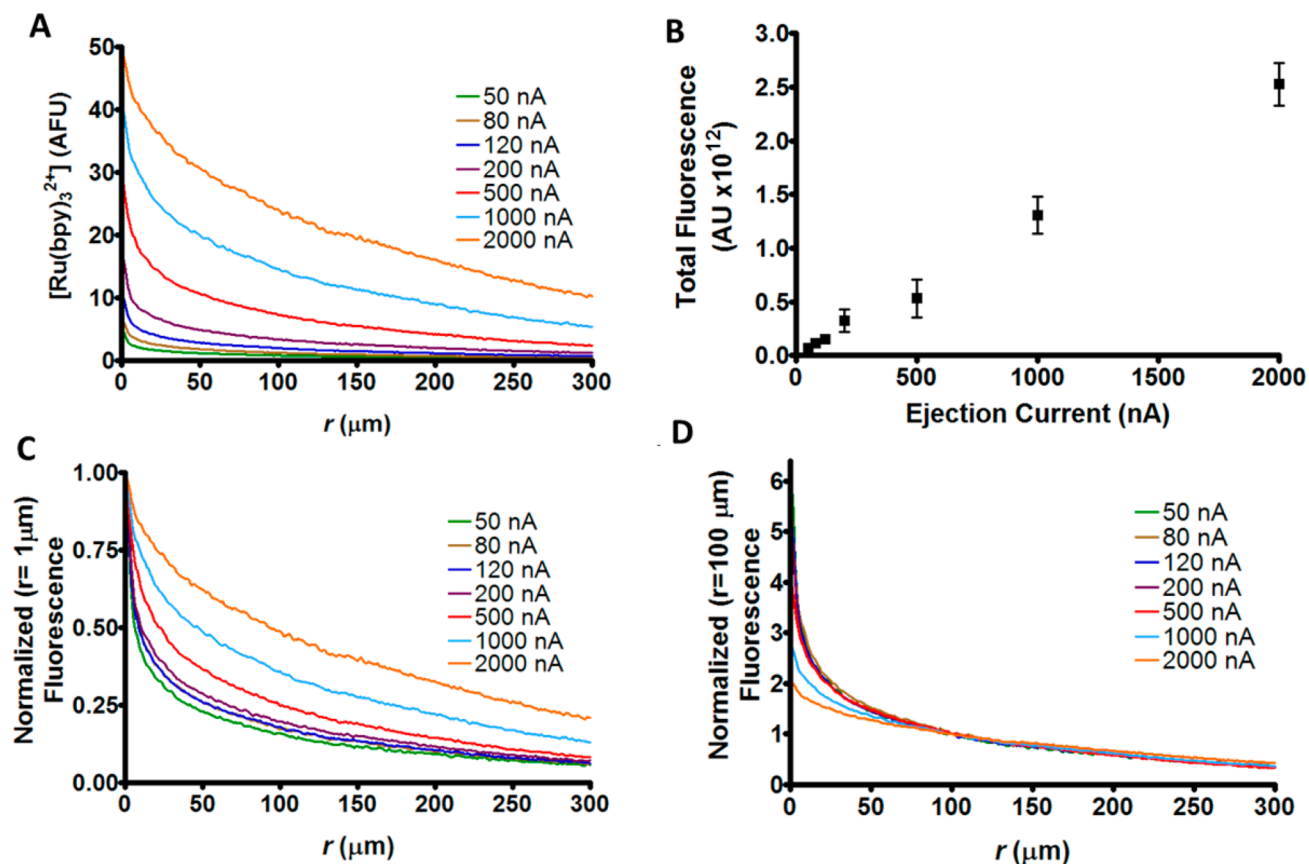 A
50
40
30
20
10
0
[Ru(bpy)₃²⁺] (AFU)
0 50 100 150 200 250 300
r (μm)
50 nA
80 nA
120 nA
200 nA
500 nA
1000 nA
2000 nA
B
3.0
2.5
2.0
1.5
1.0
0.5
0.0
Total Fluorescence
(AU x10¹²)
0 500 1000 1500 2000
Ejection Current (nA)
C
1.00
0.75
0.50
0.25
0.00
Normalized (r= 1μm)
Fluorescence
0 50 100 150 200 250 300
r (μm)
50 nA
80 nA
120 nA
200 nA
500 nA
1000 nA
2000 nA
D
6
5
4
3
2
1
0
Normalized (r=100 μm)
Fluorescence
0 50 100 150 200 250 300
r (μm)
50 nA
80 nA
120 nA
200 nA
500 nA
1000 nA
2000 nA